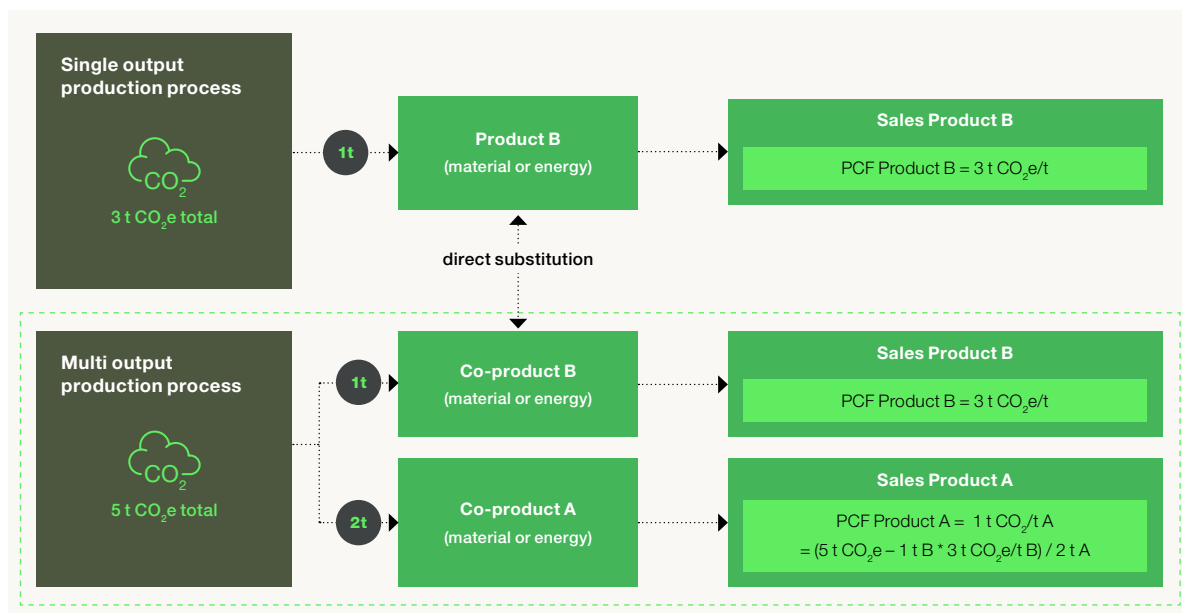 Single output
production process
CO₂
3 t CO₂e total
1t
Product B
(material or energy)
Sales Product B
PCF Product B = 3 t CO₂e/t
direct substitution
Multi output
production process
CO₂
5 t CO₂e total
1t
Co-product B
(material or energy)
Sales Product B
PCF Product B = 3 t CO₂e/t
2t
Co-product A
(material or energy)
Sales Product A
PCF Product A = 1 t CO₂/t A
= (5 t CO₂e – 1 t B * 3 t CO₂e/t B) / 2 t A